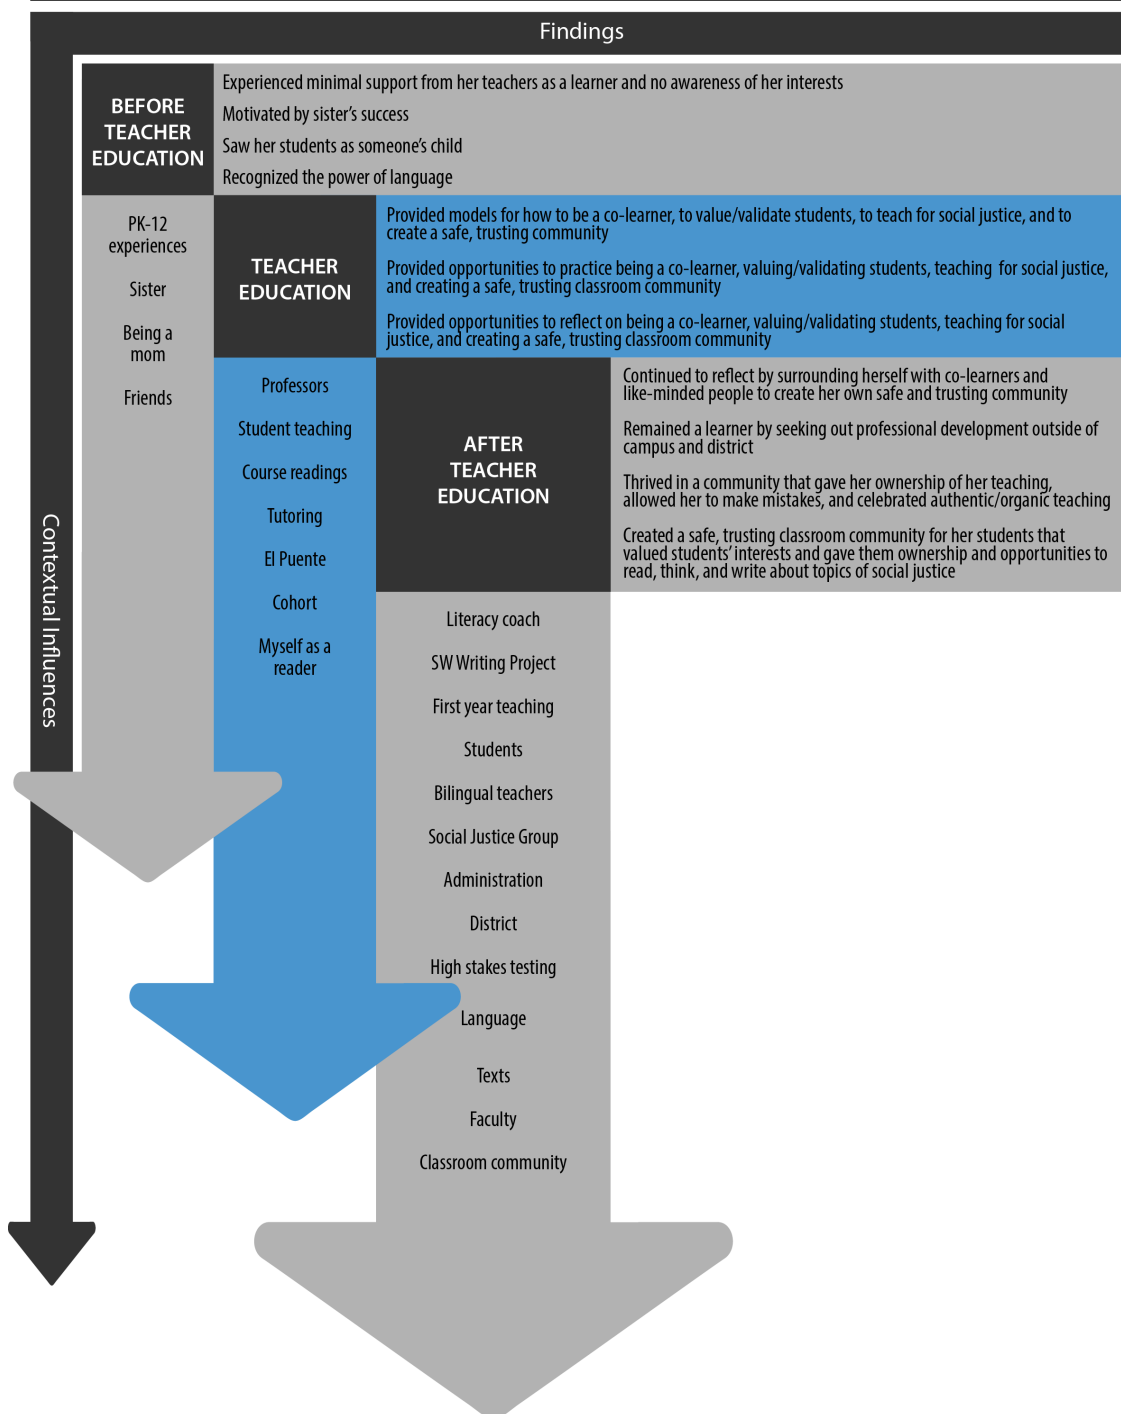 Findings
BEFORE
TEACHER
EDUCATION
Experienced minimal support from her teachers as a learner and no awareness of her interests
Motivated by sister’s success
Saw her students as someone’s child
Recognized the power of language
PK-12
experiences
Sister
Being a
mom
Friends
TEACHER
EDUCATION
Provided models for how to be a co-learner, to value/validate students, to teach for social justice, and to
create a safe, trusting community
Provided opportunities to practice being a co-learner, valuing/validating students, teaching for social justice,
and creating a safe, trusting classroom community
Provided opportunities to reflect on being a co-learner, valuing/validating students, teaching for social
justice, and creating a safe, trusting classroom community
Professors
Student teaching
Course readings
Tutoring
El Puente
Cohort
Myself as a
reader
AFTER
TEACHER
EDUCATION
Continued to reflect by surrounding herself with co-learners and
like-minded people to create her own safe and trusting community
Remained a learner by seeking out professional development outside of
campus and district
Thrived in a community that gave her ownership of her teaching,
allowed her to make mistakes, and celebrated authentic/organic teaching
Created a safe, trusting classroom community for her students that
valued students’ interests and gave them ownership and opportunities to
read, think, and write about topics of social justice
Literacy coach
SW Writing Project
First year teaching
Students
Bilingual teachers
Social Justice Group
Administration
District
High stakes testing
Language
Texts
Faculty
Classroom community
Contextual Influences